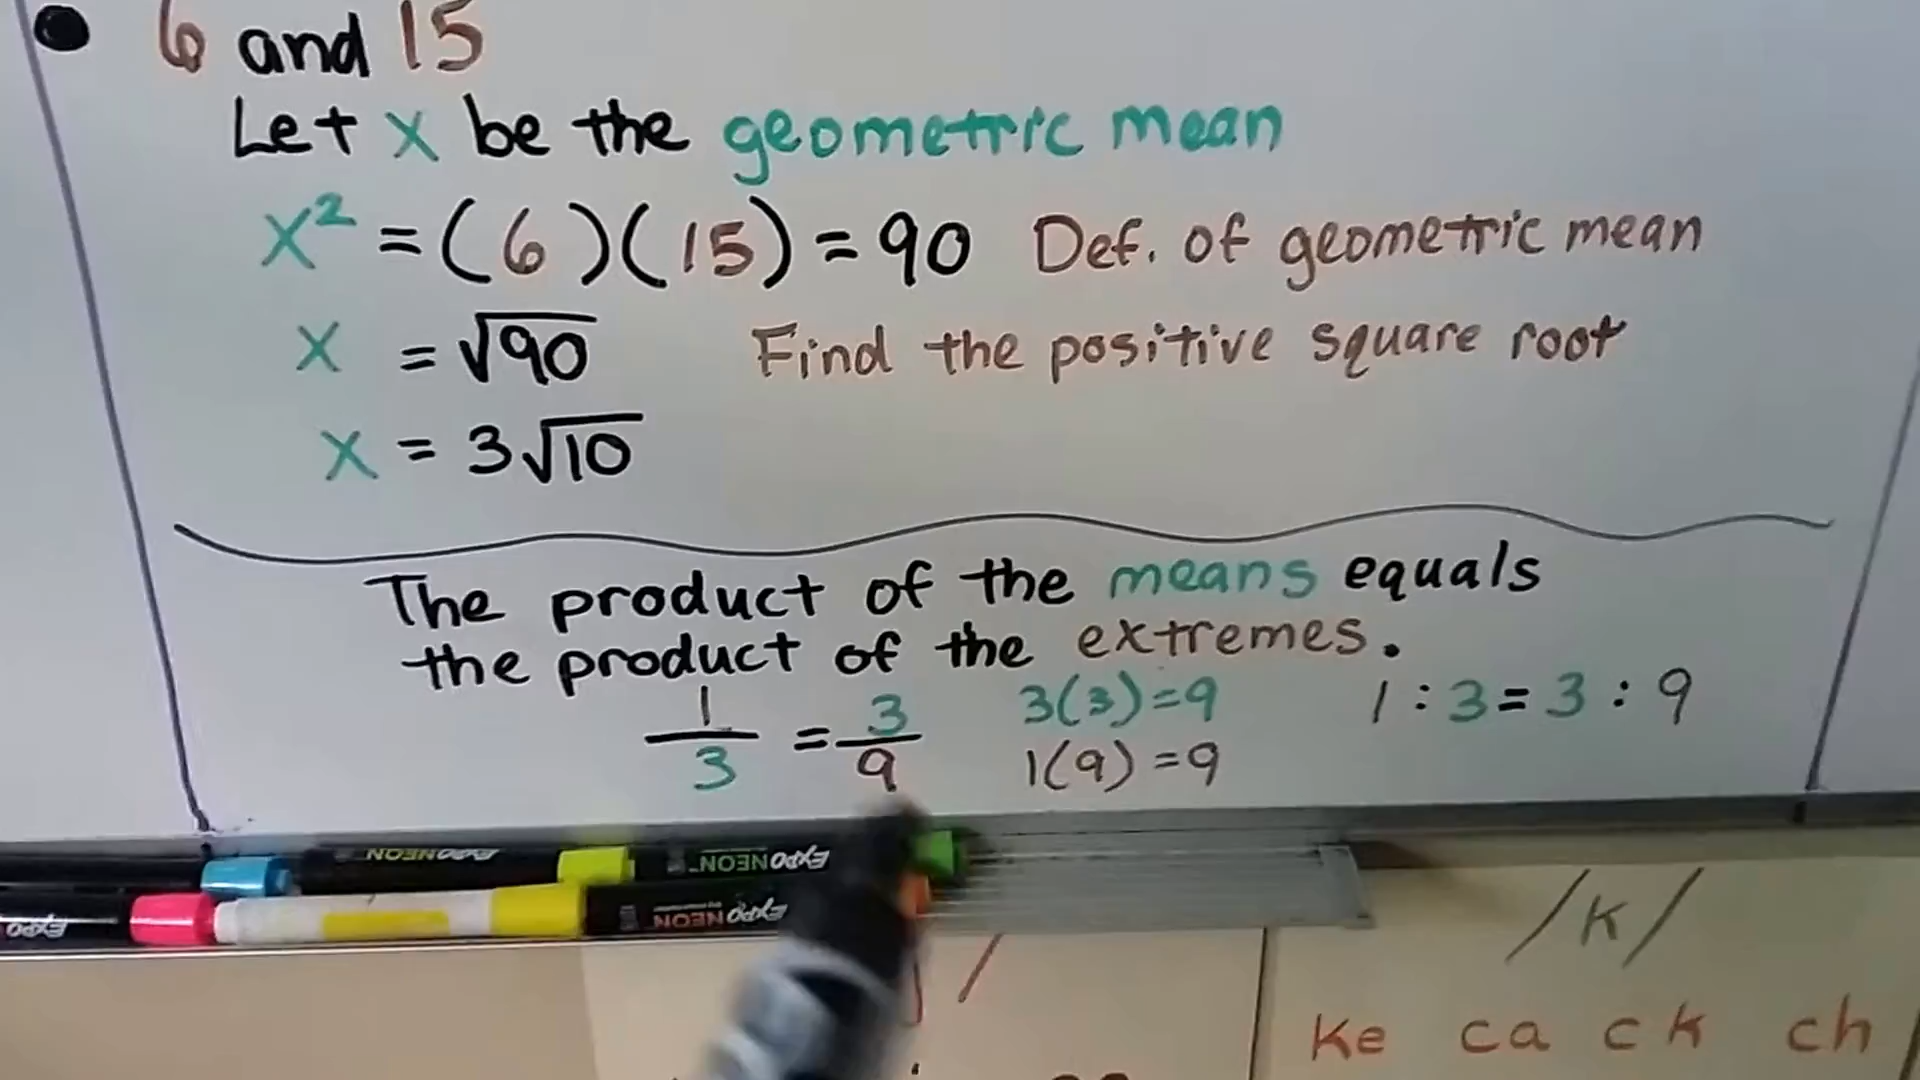 6 and 15
Let x be the geometric mean
x² = (6)(15) = 90 Def. of geometric mean
x = √90 Find the positive square root
x = 3√10
The product of the means equals
the product of the extremes.
1/3 = 3/9 3(3)=9 1:3=3:9
1(9)=9
EXPO NEON
EXPO NEON
EXPO
EXPO NEON
/k/
ke ca ck ch